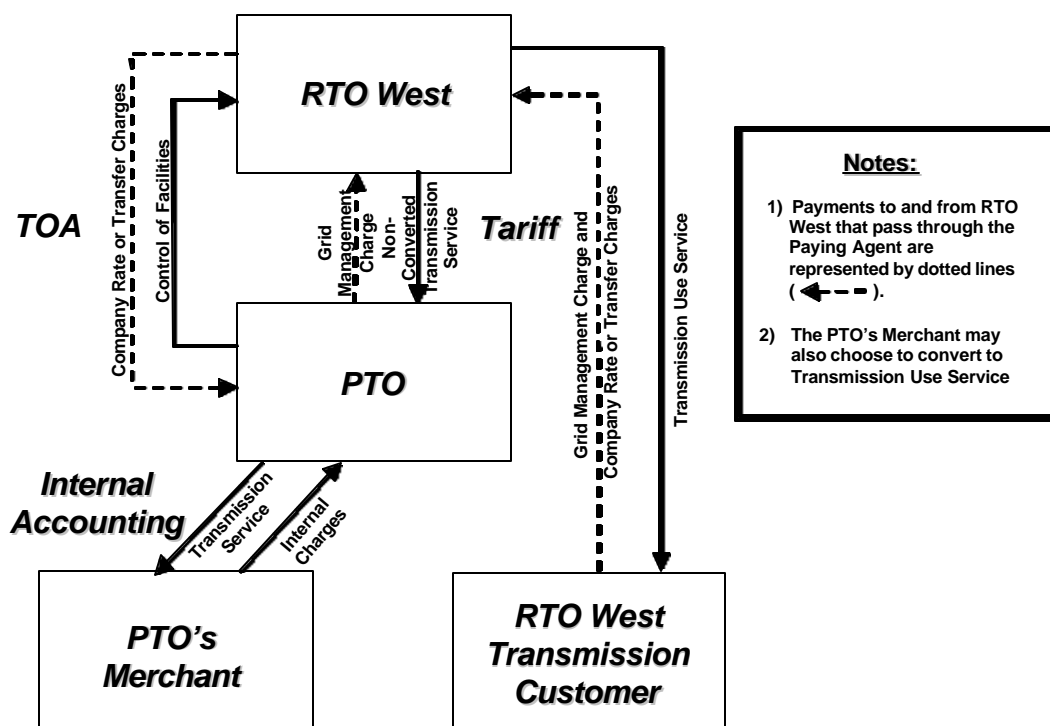 RTO West
Company Rate or Transfer Charges
Control of Facilities
TOA
Grid
Management
Charge
Non-
Converted
Transmission
Service
Tariff
Grid Management Charge and
Company Rate or Transfer Charges
Transmission Use Service
PTO
Internal
Accounting
Transmission
Service
Internal
Charges
PTO's
Merchant
RTO West
Transmission
Customer
Notes:
1) Payments to and from RTO
West that pass through the
Paying Agent are
represented by dotted lines
( ).
2) The PTO's Merchant may
also choose to convert to
Transmission Use Service